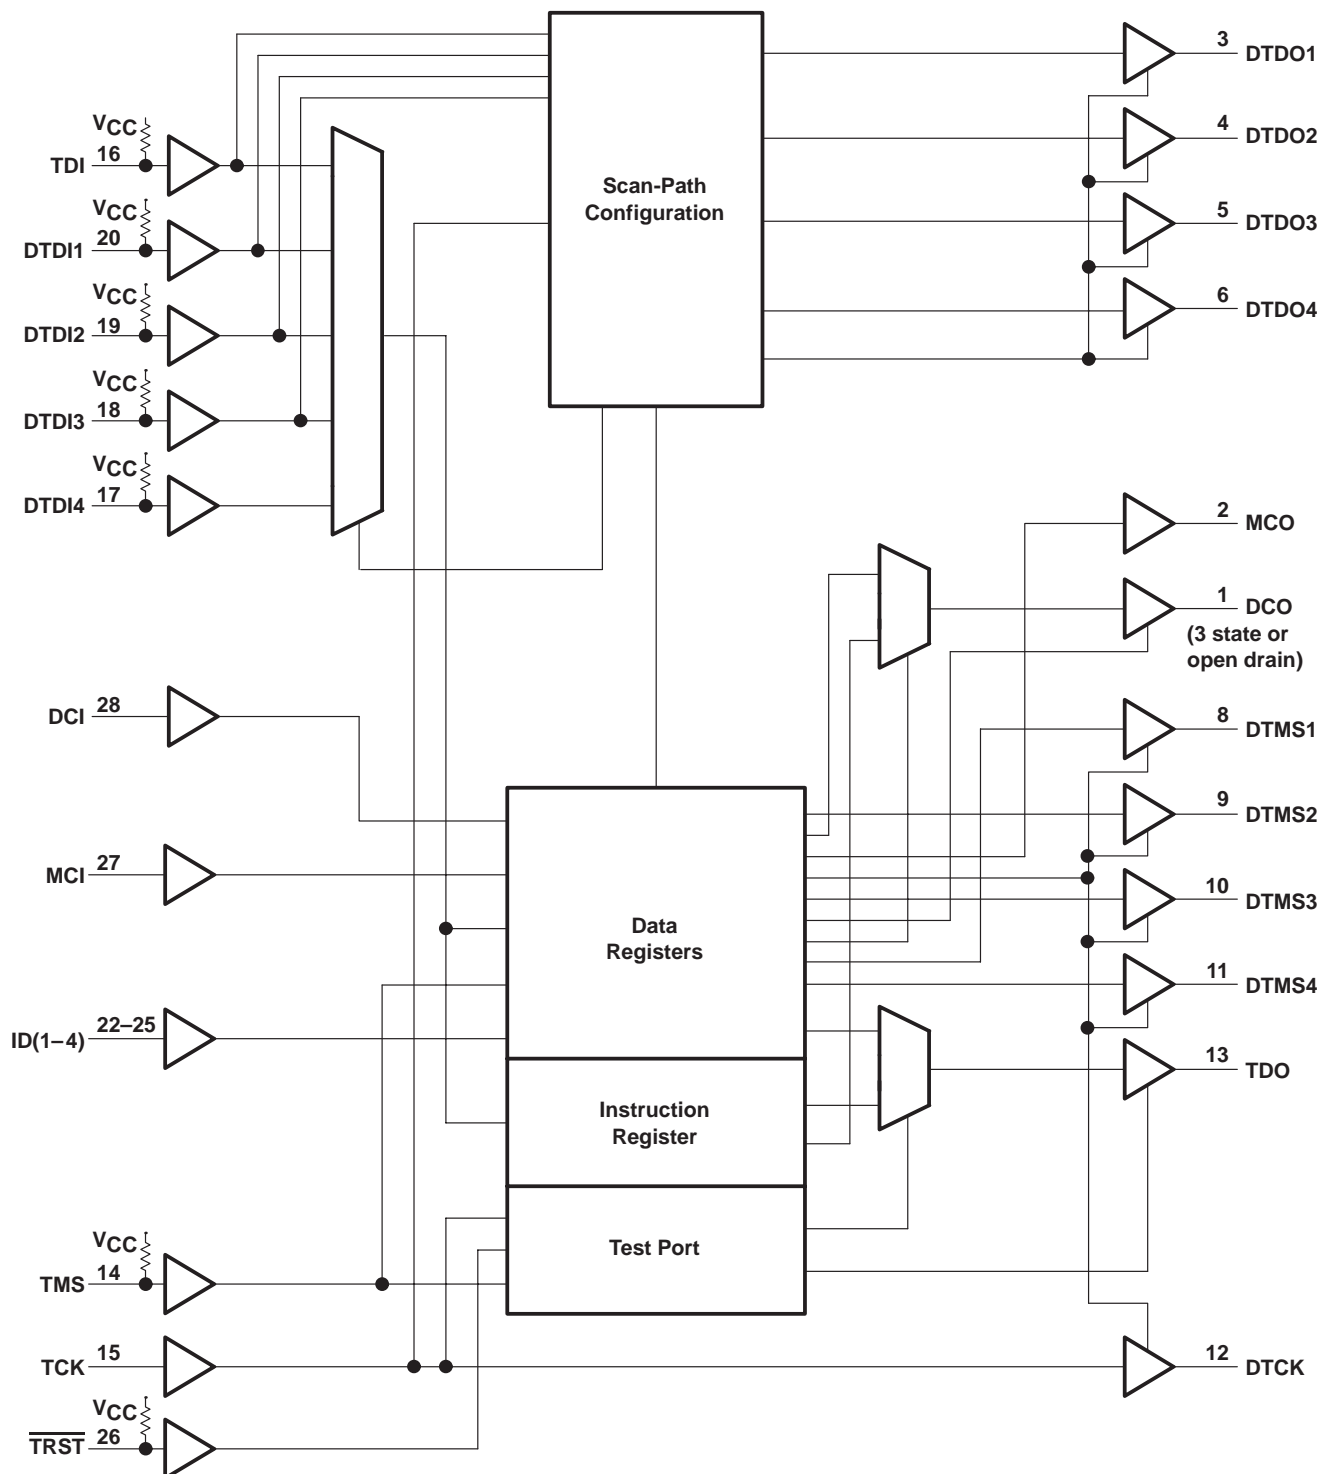 3 DTDO1
4 DTDO2
5 DTDO3
6 DTDO4
Scan-Path
Configuration
VCC
TDI 16
VCC
DTDI1 20
VCC
DTDI2 19
VCC
DTDI3 18
VCC
DTDI4 17
2 MCO
1 DCO
(3 state or
open drain)
DCI 28
8 DTMS1
9 DTMS2
MCI 27
10 DTMS3
Data
Registers
11 DTMS4
ID(1–4) 22–25
13 TDO
Instruction
Register
Test Port
VCC
TMS 14
TCK 15
12 DTCK
VCC
TRST 26